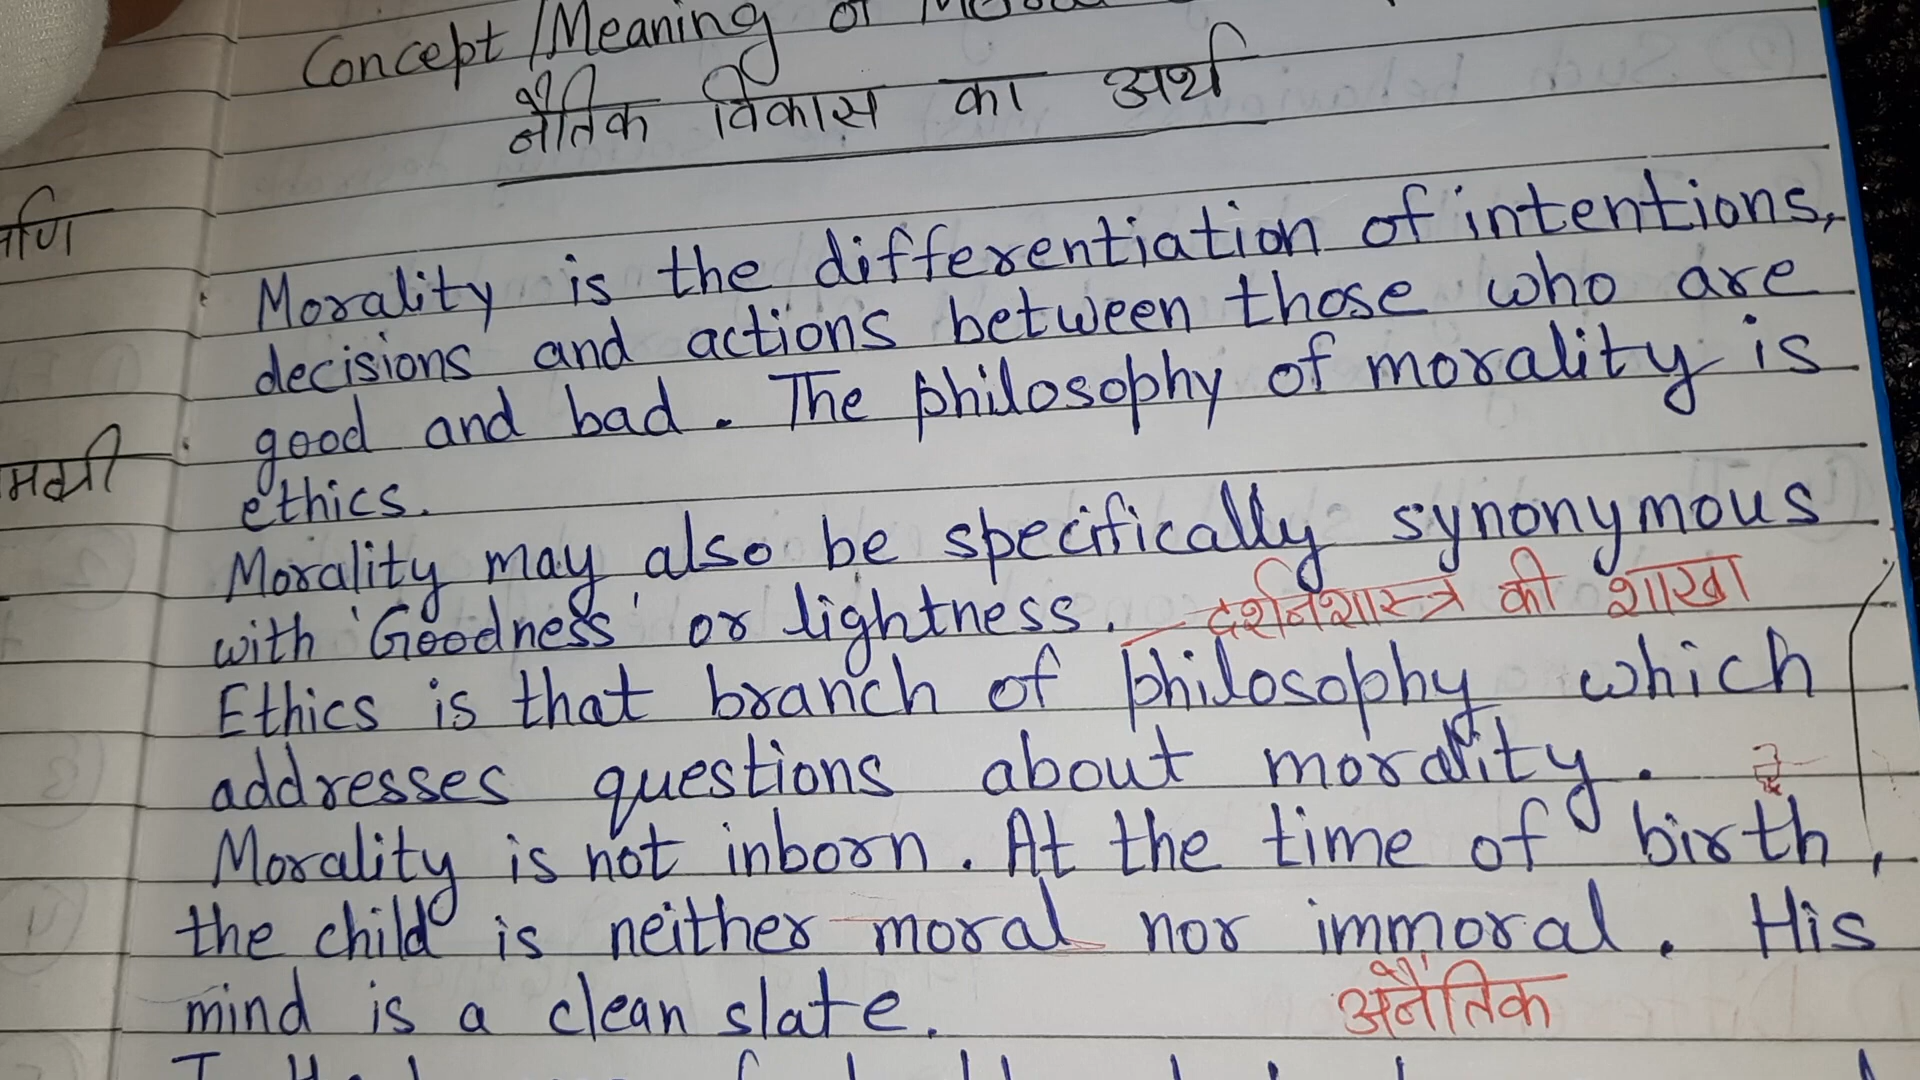 Concept/Meaning of
नैतिक विकास का अर्थ
Morality is the differentiation of intentions,
decisions and actions between those who are
good and bad. The philosophy of morality is
ethics.
Morality may also be specifically synonymous
with 'Goodness' or lightness.
— दर्शनशास्त्र की शाखा
Ethics is that branch of philosophy which
addresses questions about morality.
Morality is not inborn. At the time of birth,
the child is neither moral nor immoral. His
अनैतिक
mind is a clean slate.